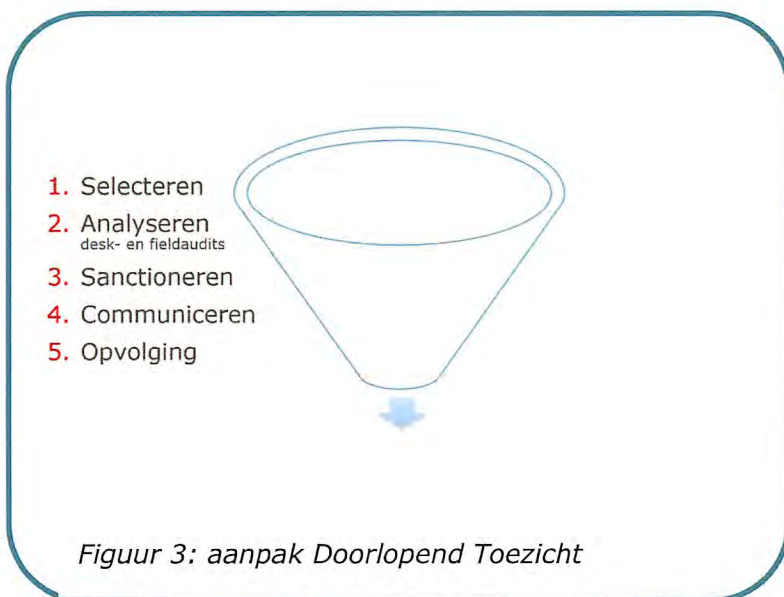 1. Selecteren
2. Analyseren
desk- en fieldaudits
3. Sanctioneren
4. Communiceren
5. Opvolging
Figuur 3: aanpak Doorlopend Toezicht